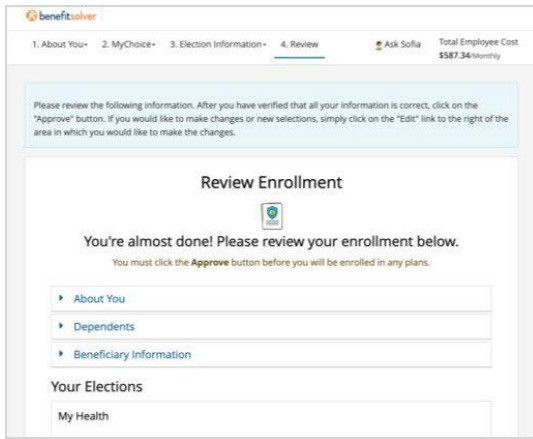 benefitsolver
1. About You 2. MyChoice 3. Election Information 4. Review Ask Sofia Total Employee Cost
$587.34/Monthly
Please review the following information. After you have verified that all your information is correct, click on the
"Approve" button. If you would like to make changes or new selections, simply click on the "Edit" link to the right of the
area in which you would like to make the changes.
Review Enrollment
You're almost done! Please review your enrollment below.
You must click the Approve button before you will be enrolled in any plans.
About You
Dependents
Beneficiary Information
Your Elections
My Health